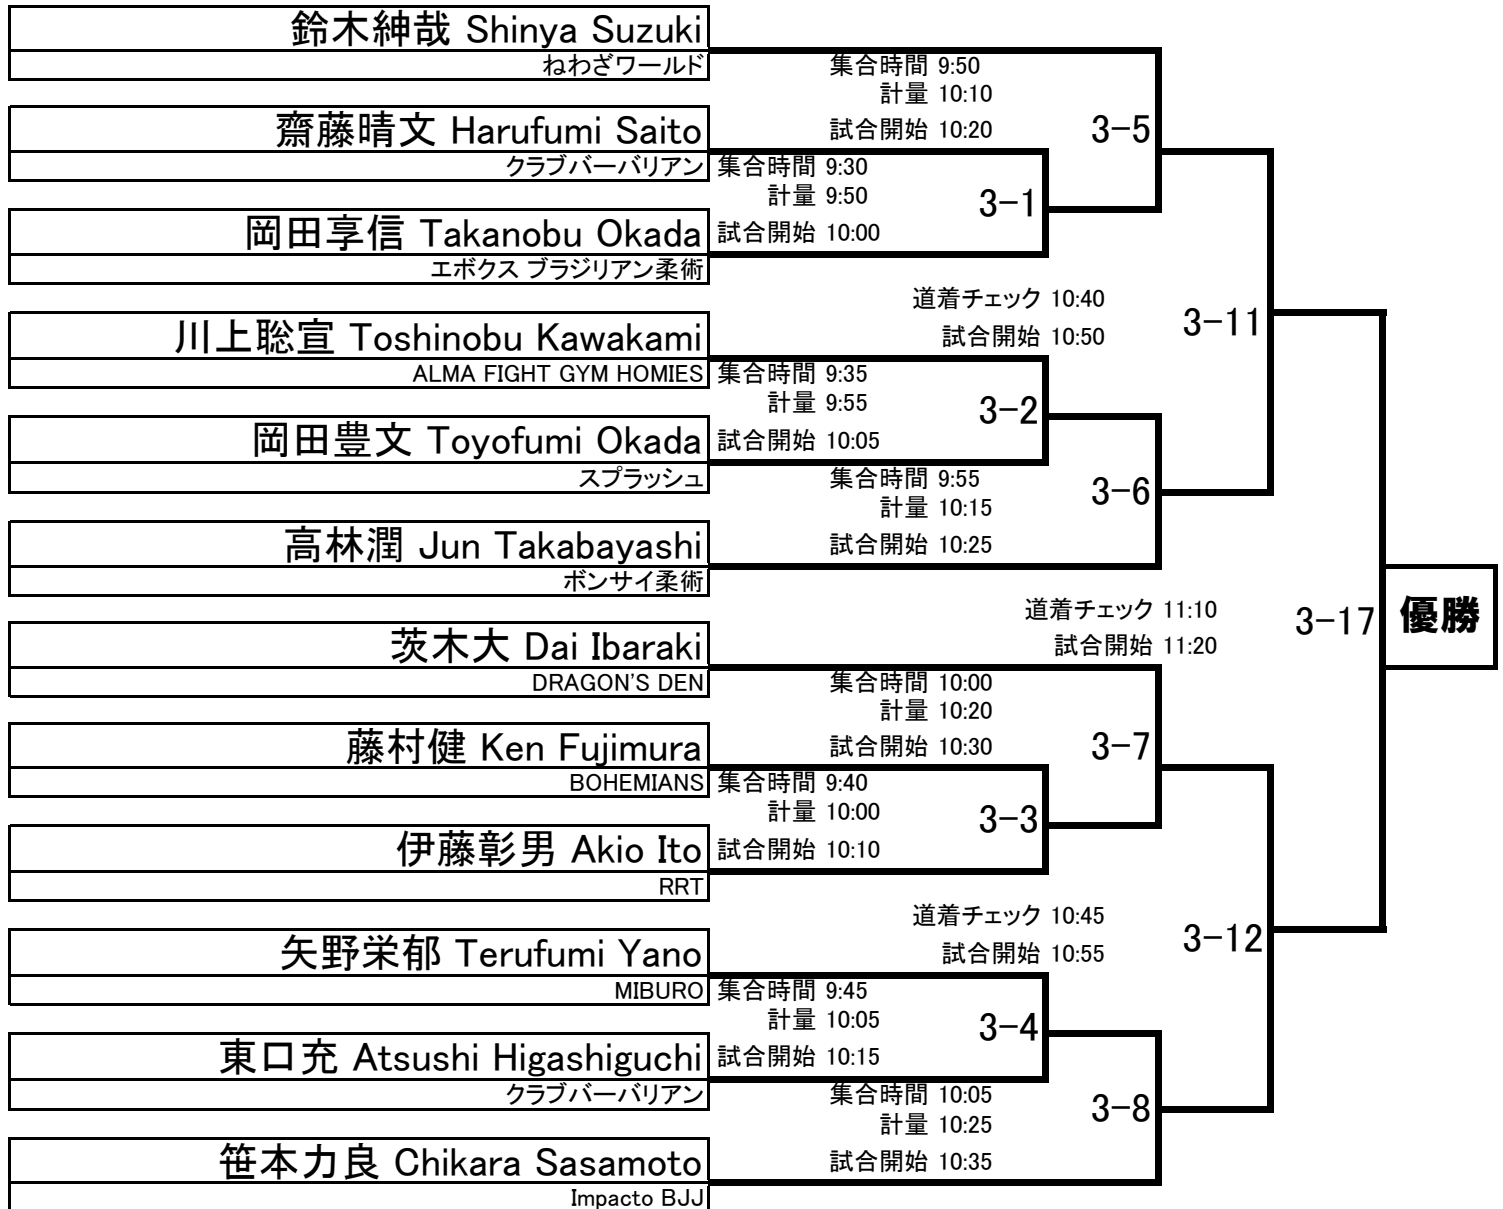 鈴木紳哉 Shinya Suzuki
ねわざワールド
集合時間 9:50
計量 10:10
試合開始 10:20
3-5
齋藤晴文 Harufumi Saito
クラブバーバリアン
集合時間 9:30
計量 9:50
3-1
岡田享信 Takanobu Okada
試合開始 10:00
エボクス ブラジリアン柔術
道着チェック 10:40
試合開始 10:50
3-11
川上聡宣 Toshinobu Kawakami
ALMA FIGHT GYM HOMIES
集合時間 9:35
計量 9:55
3-2
岡田豊文 Toyofumi Okada
試合開始 10:05
スプラッシュ
集合時間 9:55
計量 10:15
3-6
高林潤 Jun Takabayashi
試合開始 10:25
ボンサイ柔術
道着チェック 11:10
試合開始 11:20
3-17
優勝
茨木大 Dai Ibaraki
DRAGON'S DEN
集合時間 10:00
計量 10:20
試合開始 10:30
3-7
藤村健 Ken Fujimura
BOHEMIANS
集合時間 9:40
計量 10:00
3-3
伊藤彰男 Akio Ito
試合開始 10:10
RRT
道着チェック 10:45
試合開始 10:55
3-12
矢野栄郁 Terufumi Yano
MIBURO
集合時間 9:45
計量 10:05
3-4
東口充 Atsushi Higashiguchi
試合開始 10:15
クラブバーバリアン
集合時間 10:05
計量 10:25
3-8
笹本力良 Chikara Sasamoto
試合開始 10:35
Impacto BJJ